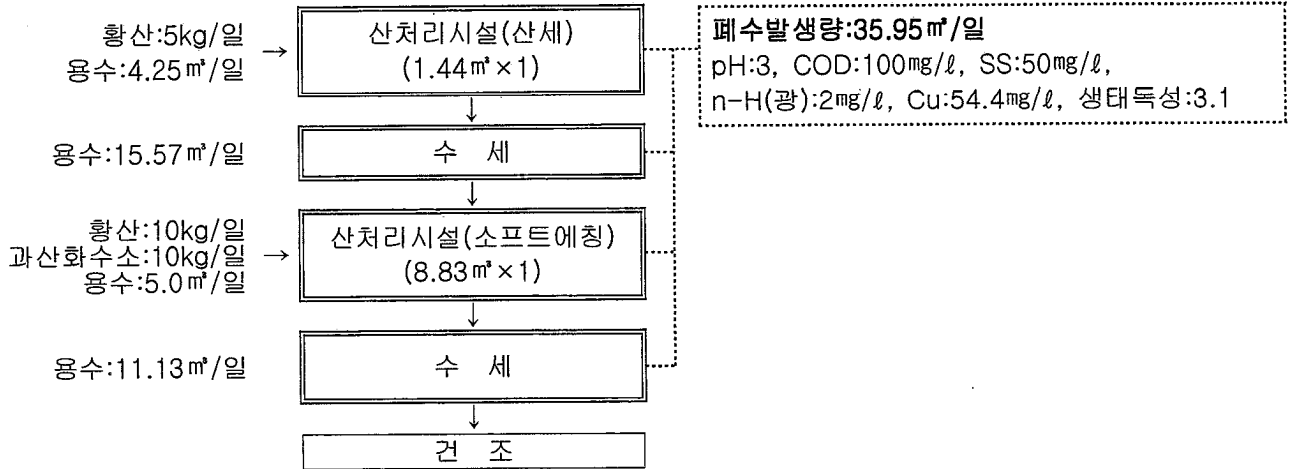 황산:5kg/일 →
용수:4.25㎥/일
산처리시설(산세)
(1.44㎥×1)
폐수발생량:35.95㎥/일
pH:3, COD:100㎎/ℓ, SS:50㎎/ℓ,
n-H(광):2㎎/ℓ, Cu:54.4㎎/ℓ, 생태독성:3.1
↓
용수:15.57㎥/일
수 세
↓
황산:10kg/일
과산화수소:10kg/일 →
용수:5.0㎥/일
산처리시설(소프트에칭)
(8.83㎥×1)
↓
용수:11.13㎥/일
수 세
↓
건 조